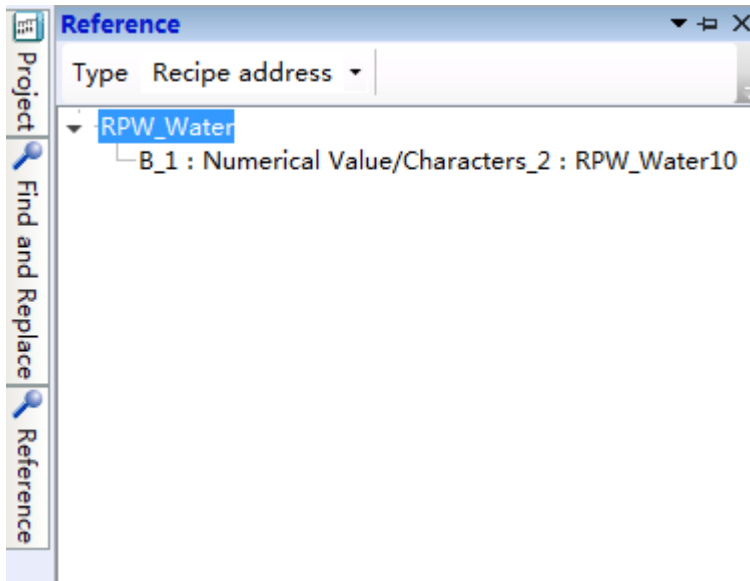 Reference
Type Recipe address
RPW_Water
B_1 : Numerical Value/Characters_2 : RPW_Water10
Project
Find and Replace
Reference